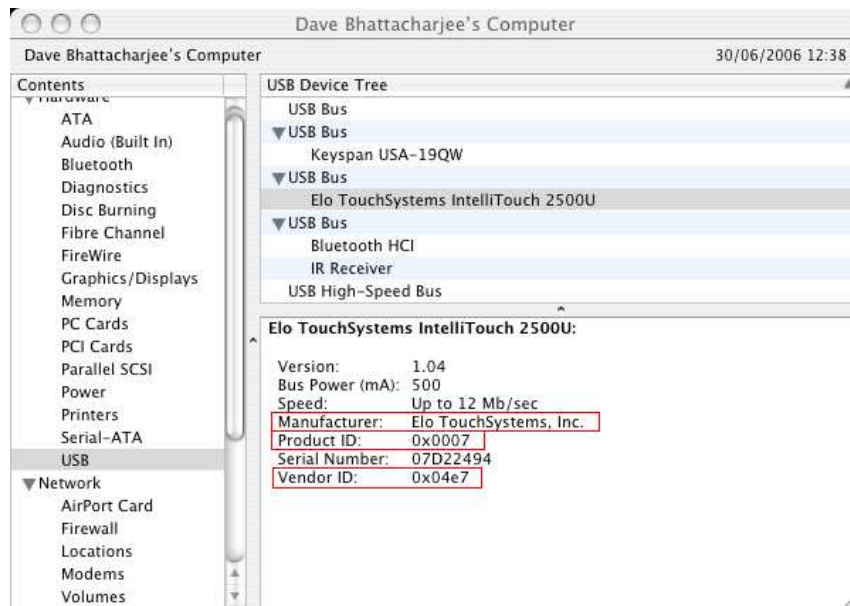 Dave Bhattacharjee's Computer
Dave Bhattacharjee's Computer 30/06/2006 12:38
Contents
Hardware
ATA
Audio (Built In)
Bluetooth
Diagnostics
Disc Burning
Fibre Channel
FireWire
Graphics/Displays
Memory
PC Cards
PCI Cards
Parallel SCSI
Power
Printers
Serial-ATA
USB
Network
AirPort Card
Firewall
Locations
Modems
Volumes
USB Device Tree
USB Bus
USB Bus
Keyspan USA-19QW
USB Bus
Elo TouchSystems IntelliTouch 2500U
USB Bus
Bluetooth HCI
IR Receiver
USB High-Speed Bus
Elo TouchSystems IntelliTouch 2500U:
Version: 1.04
Bus Power (mA): 500
Speed: Up to 12 Mb/sec
Manufacturer: Elo TouchSystems, Inc.
Product ID: 0x0007
Serial Number: 07D22494
Vendor ID: 0x04e7